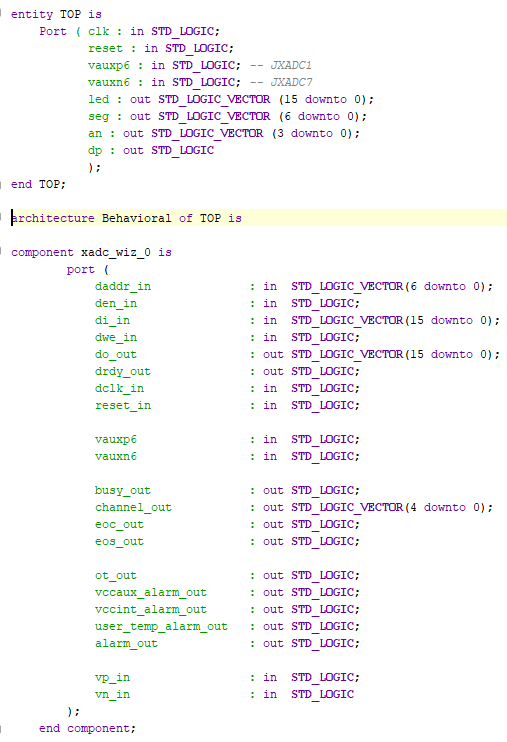 entity TOP is
Port ( clk : in STD_LOGIC;
reset : in STD_LOGIC;
vauxp6 : in STD_LOGIC; -- JXADC1
vauxn6 : in STD_LOGIC; -- JXADC7
led : out STD_LOGIC_VECTOR (15 downto 0);
seg : out STD_LOGIC_VECTOR (6 downto 0);
an : out STD_LOGIC_VECTOR (3 downto 0);
dp : out STD_LOGIC
);
end TOP;
architecture Behavioral of TOP is
component xadc_wiz_0 is
port (
daddr_in : in STD_LOGIC_VECTOR(6 downto 0);
den_in : in STD_LOGIC;
di_in : in STD_LOGIC_VECTOR(15 downto 0);
dwe_in : in STD_LOGIC;
do_out : out STD_LOGIC_VECTOR(15 downto 0);
drdy_out : out STD_LOGIC;
dclk_in : in STD_LOGIC;
reset_in : in STD_LOGIC;
vauxp6 : in STD_LOGIC;
vauxn6 : in STD_LOGIC;
busy_out : out STD_LOGIC;
channel_out : out STD_LOGIC_VECTOR(4 downto 0);
eoc_out : out STD_LOGIC;
eos_out : out STD_LOGIC;
ot_out : out STD_LOGIC;
vccaux_alarm_out : out STD_LOGIC;
vccint_alarm_out : out STD_LOGIC;
user_temp_alarm_out : out STD_LOGIC;
alarm_out : out STD_LOGIC;
vp_in : in STD_LOGIC;
vn_in : in STD_LOGIC
);
end component;